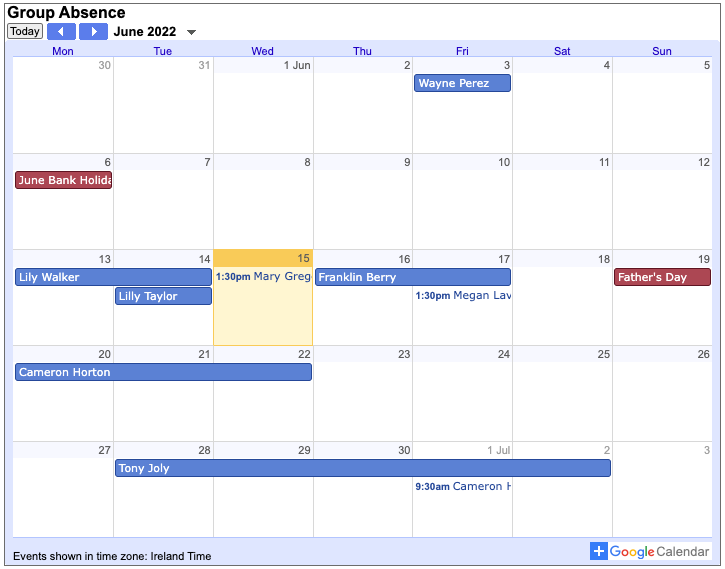 Group Absence
Today June 2022
Mon Tue Wed Thu Fri Sat Sun
30 31 1 Jun 2 3 4 5
Wayne Perez
6 7 8 9 10 11 12
June Bank Holida
13 14 15 16 17 18 19
Lily Walker 1:30pm Mary Greg Franklin Berry Father's Day
Lilly Taylor 1:30pm Megan Lav
20 21 22 23 24 25 26
Cameron Horton
27 28 29 30 1 Jul 2 3
Tony Joly
9:30am Cameron H
Events shown in time zone: Ireland Time
Google Calendar